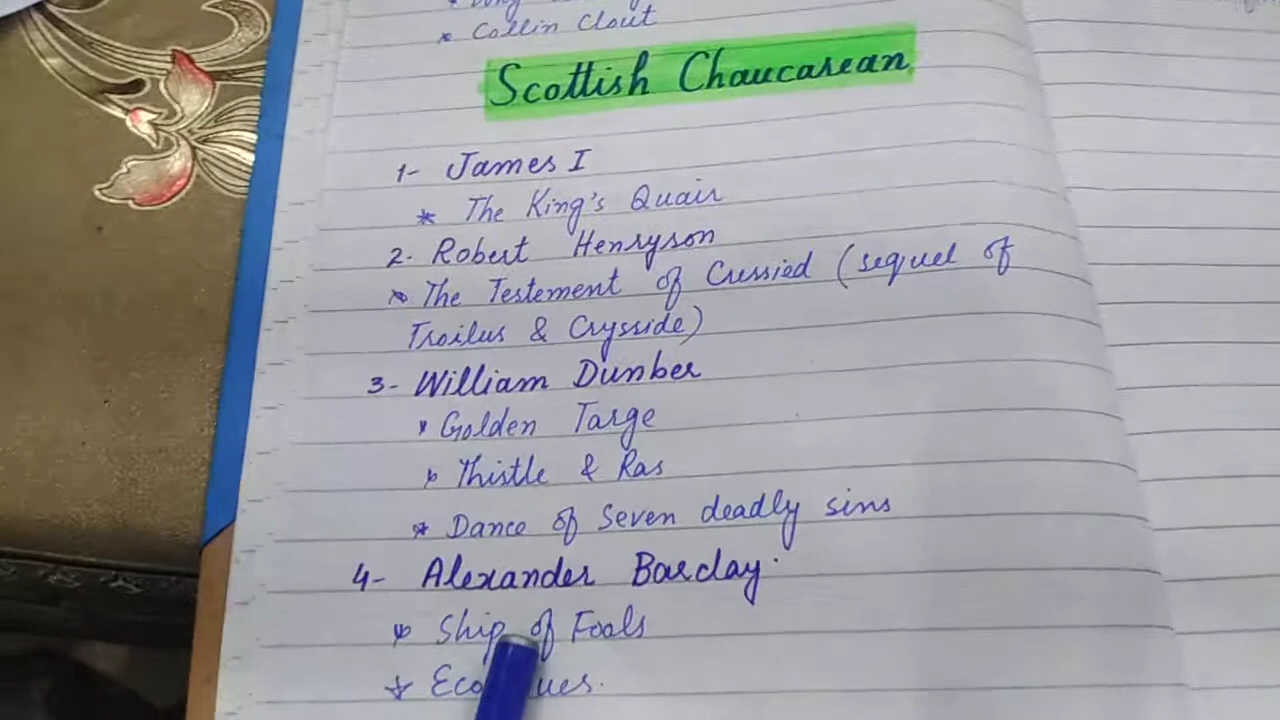 * Collin Clout
Scottish Chaucarean
1- James I
* The King's Quair
2. Robert Henryson
* The Testement of Cressied (sequel of
Troilus & Crysside)
3- William Dunber
* Golden Targe
* Thistle & Ras
* Dance of Seven deadly sins
4- Alexander Barclay.
* Ship of Fools